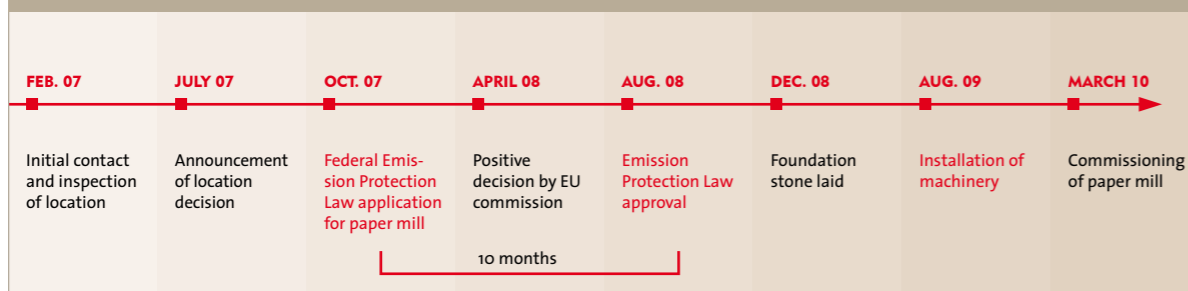 FEB. 07
Initial contact
and inspection
of location
JULY 07
Announcement
of location
decision
OCT. 07
Federal Emis-
sion Protection
Law application
for paper mill
APRIL 08
Positive
decision by EU
commission
AUG. 08
Emission
Protection Law
approval
DEC. 08
Foundation
stone laid
AUG. 09
Installation of
machinery
MARCH 10
Commissioning
of paper mill
10 months